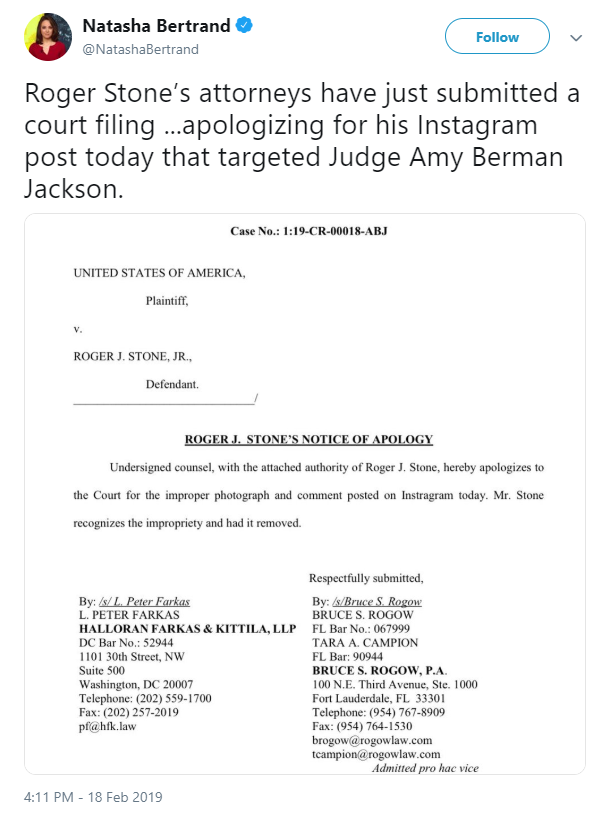 Natasha Bertrand
@NatashaBertrand
Follow
Roger Stone’s attorneys have just submitted a
court filing ...apologizing for his Instagram
post today that targeted Judge Amy Berman
Jackson.
Case No.: 1:19-CR-00018-ABJ
UNITED STATES OF AMERICA,
Plaintiff,
v.
ROGER J. STONE, JR.,
Defendant.
/
ROGER J. STONE’S NOTICE OF APOLOGY
Undersigned counsel, with the attached authority of Roger J. Stone, hereby apologizes to
the Court for the improper photograph and comment posted on Instragram today. Mr. Stone
recognizes the impropriety and had it removed.
Respectfully submitted,
By: /s/ L. Peter Farkas
L. PETER FARKAS
HALLORAN FARKAS & KITTILA, LLP
DC Bar No.: 52944
1101 30th Street, NW
Suite 500
Washington, DC 20007
Telephone: (202) 559-1700
Fax: (202) 257-2019
pf@hfk.law
By: /s/Bruce S. Rogow
BRUCE S. ROGOW
FL Bar No.: 067999
TARA A. CAMPION
FL Bar: 90944
BRUCE S. ROGOW, P.A.
100 N.E. Third Avenue, Ste. 1000
Fort Lauderdale, FL 33301
Telephone: (954) 767-8909
Fax: (954) 764-1530
brogow@rogowlaw.com
tcampion@rogowlaw.com
Admitted pro hac vice
4:11 PM - 18 Feb 2019